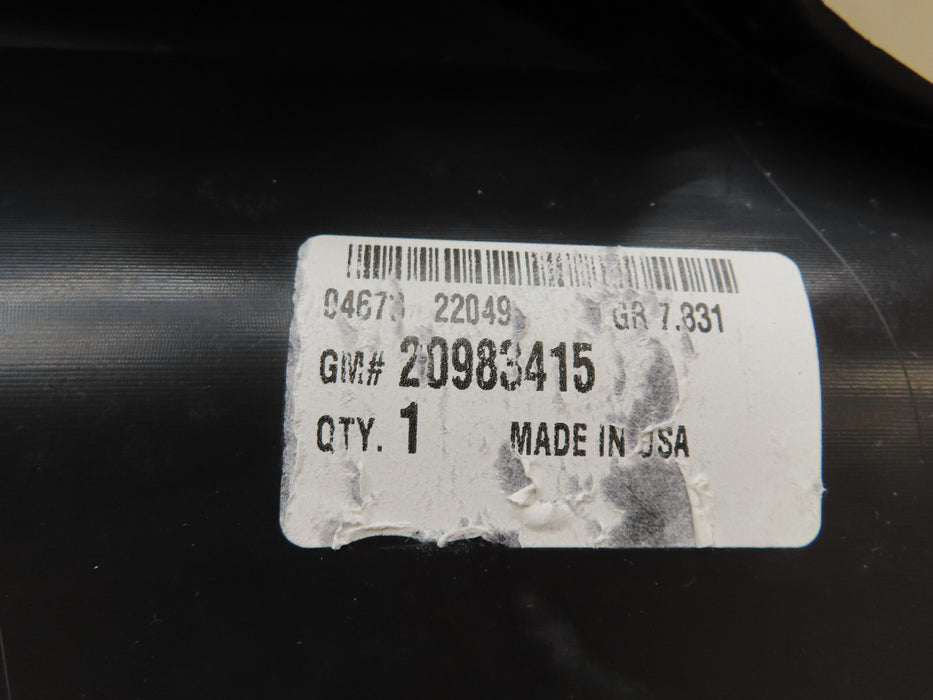 22049 GR 7.831
GM# 20983415
QTY. 1 MADE IN USA